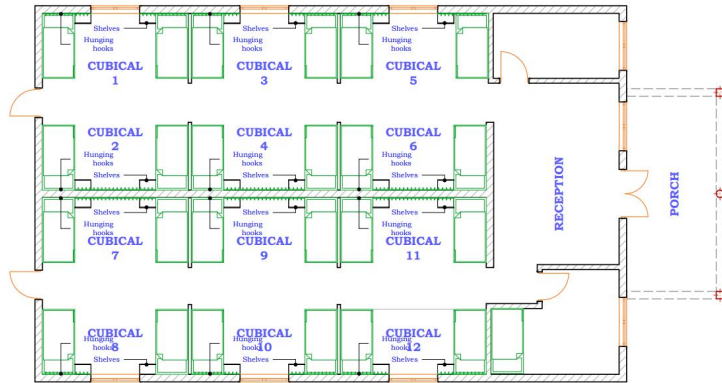 Shelves
Hunging
hooks
CUBICAL
1
Shelves
Hunging
hooks
CUBICAL
3
Shelves
Hunging
hooks
CUBICAL
5
CUBICAL
2
Hunging
hooks
Shelves
CUBICAL
4
Hunging
hooks
Shelves
CUBICAL
6
Hunging
hooks
Shelves
RECEPTION
PORCH
Shelves
Hunging
hooks
CUBICAL
7
Shelves
Hunging
hooks
CUBICAL
9
Shelves
Hunging
hooks
CUBICAL
11
CUBICAL
8
Hunging
hooks
Shelves
CUBICAL
10
Hunging
hooks
Shelves
CUBICAL
12
Hunging
hooks
Shelves